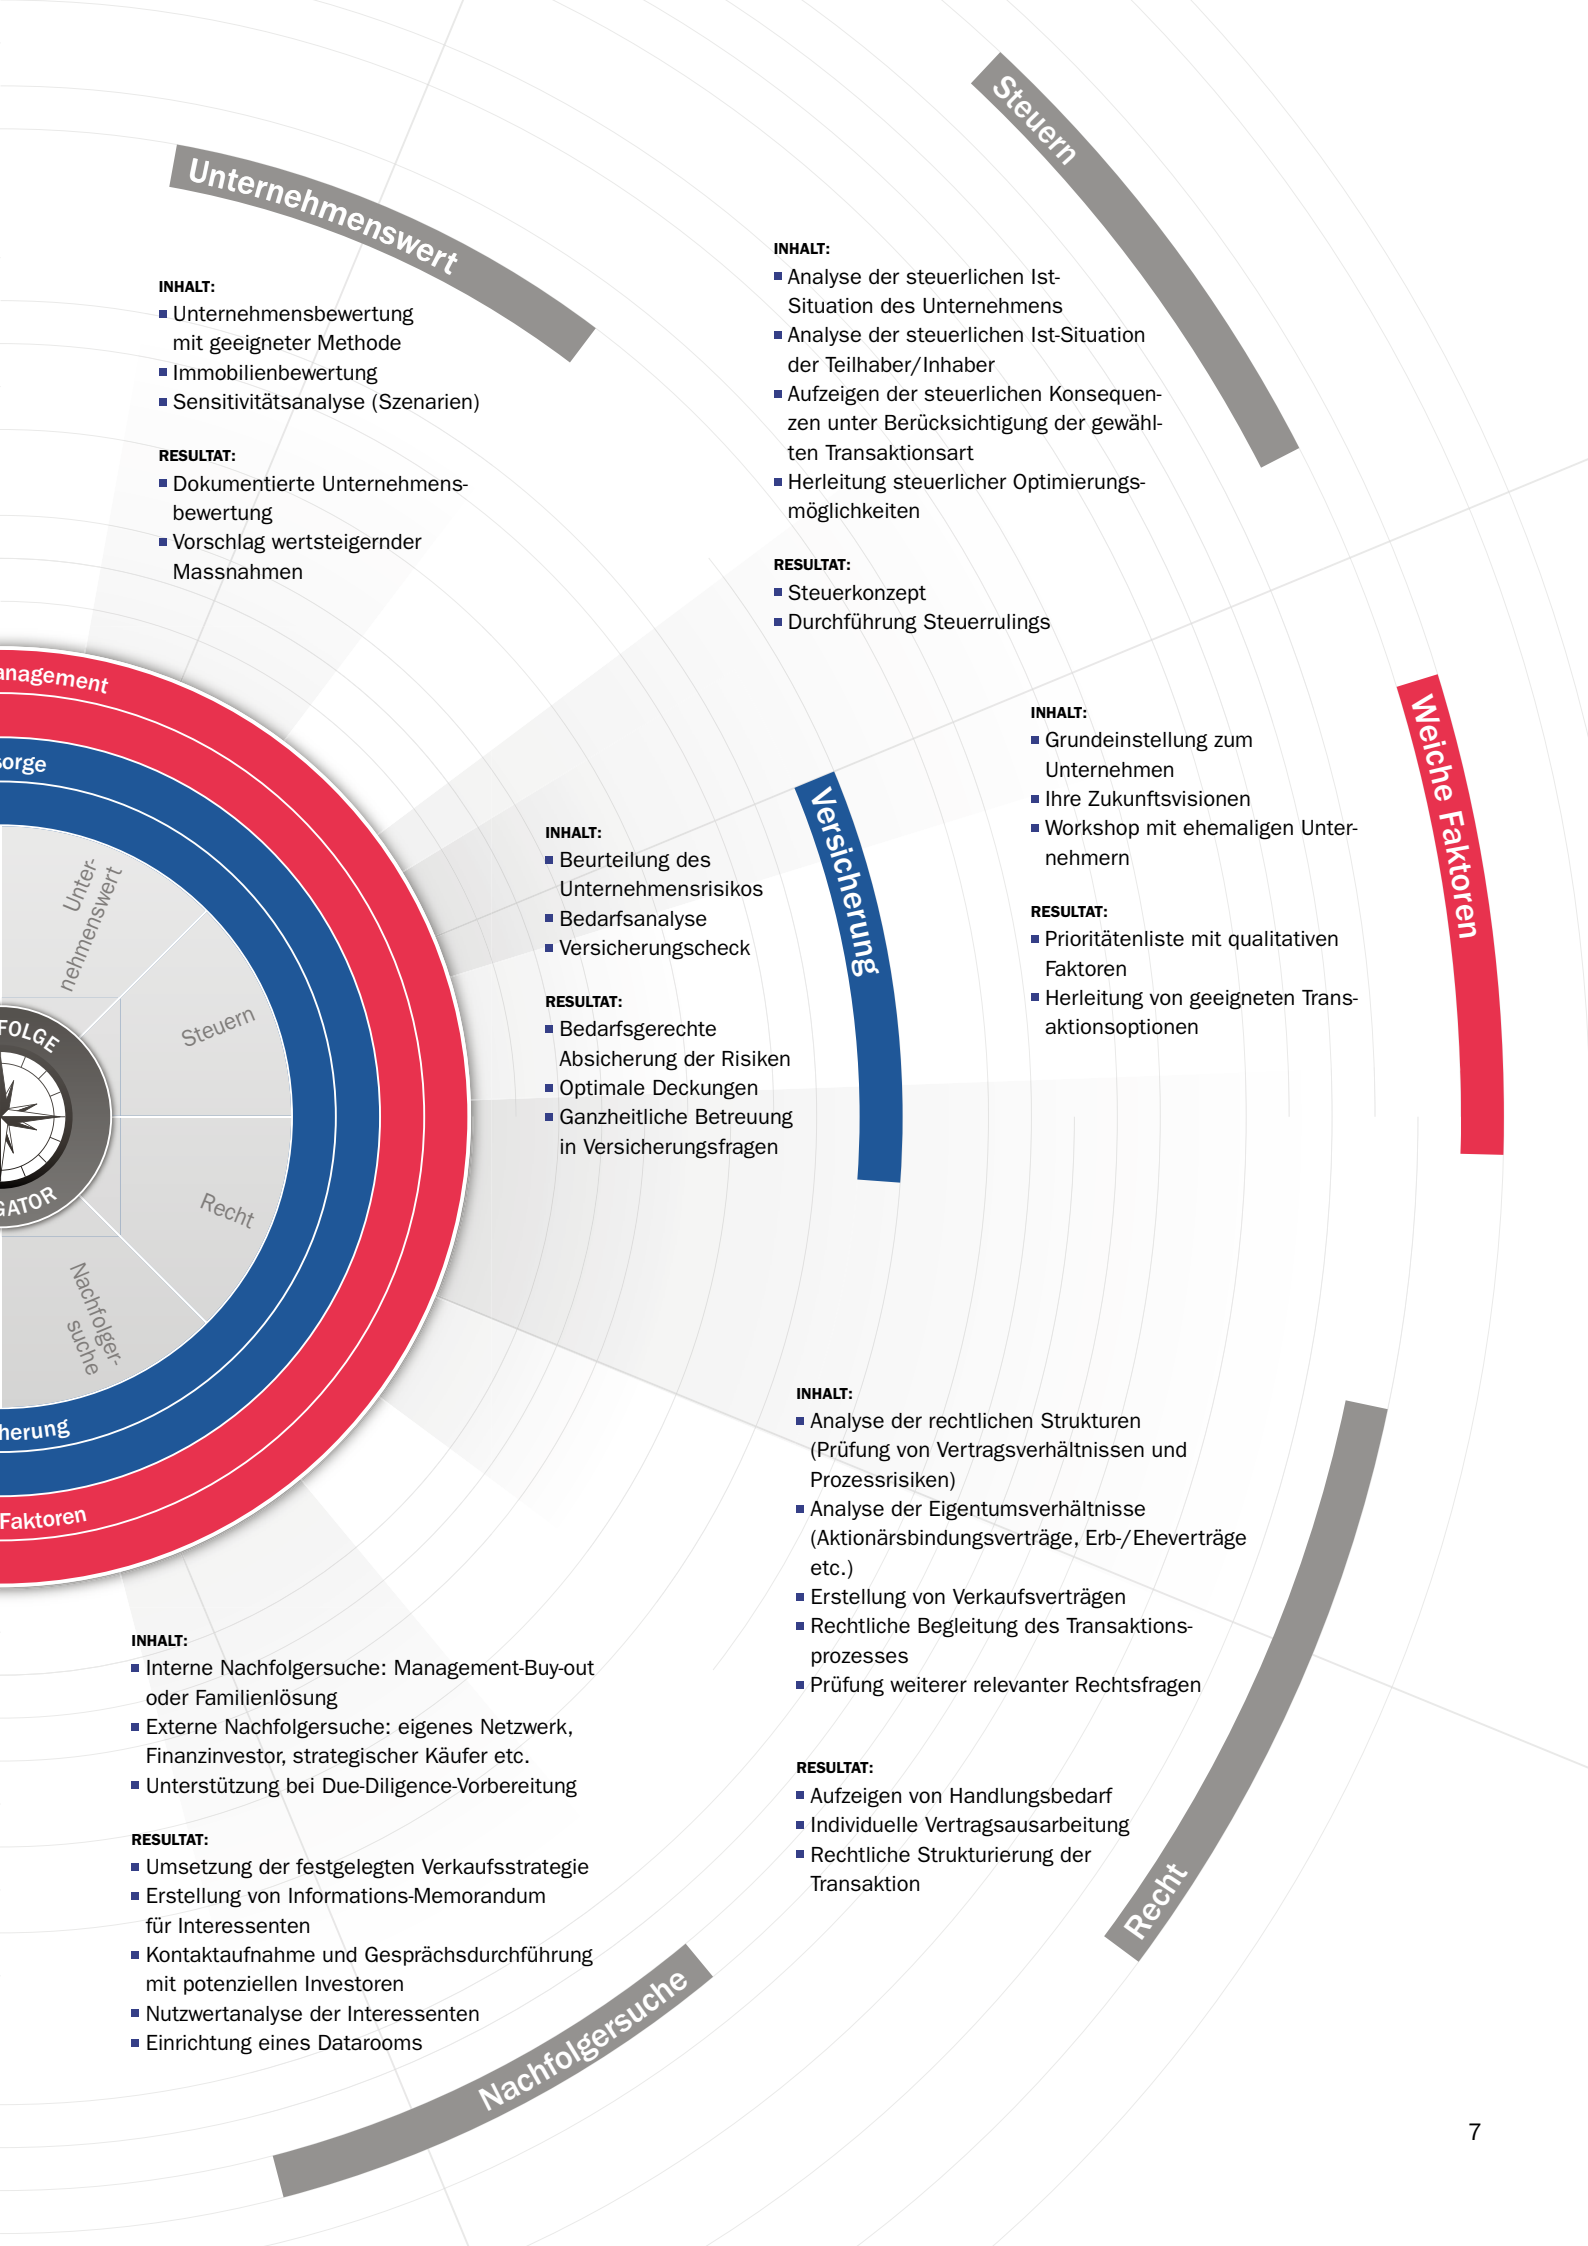 Unternehmenswert
INHALT:
Unternehmensbewertung
mit geeigneter Methode
Immobilienbewertung
Sensitivitätsanalyse (Szenarien)
RESULTAT:
Dokumentierte Unternehmens-
bewertung
Vorschlag wertsteigernder
Massnahmen
Steuern
INHALT:
Analyse der steuerlichen Ist-
Situation des Unternehmens
Analyse der steuerlichen Ist-Situation
der Teilhaber/Inhaber
Aufzeigen der steuerlichen Konsequen-
zen unter Berücksichtigung der gewähl-
ten Transaktionsart
Herleitung steuerlicher Optimierungs-
möglichkeiten
RESULTAT:
Steuerkonzept
Durchführung Steuerrulings
Versicherung
INHALT:
Beurteilung des
Unternehmensrisikos
Bedarfsanalyse
Versicherungscheck
RESULTAT:
Bedarfsgerechte
Absicherung der Risiken
Optimale Deckungen
Ganzheitliche Betreuung
in Versicherungsfragen
Weiche Faktoren
INHALT:
Grundeinstellung zum
Unternehmen
Ihre Zukunftsvisionen
Workshop mit ehemaligen Unter-
nehmern
RESULTAT:
Prioritätenliste mit qualitativen
Faktoren
Herleitung von geeigneten Trans-
aktionsoptionen
anagement
sorge
Unter-
nehmenswert
Steuern
FOLGE
GATOR
Recht
Nachfolger-
suche
herung
Faktoren
Recht
INHALT:
Analyse der rechtlichen Strukturen
(Prüfung von Vertragsverhältnissen und
Prozessrisiken)
Analyse der Eigentumsverhältnisse
(Aktionärsbindungsverträge, Erb-/Eheverträge
etc.)
Erstellung von Verkaufsverträgen
Rechtliche Begleitung des Transaktions-
prozesses
Prüfung weiterer relevanter Rechtsfragen
RESULTAT:
Aufzeigen von Handlungsbedarf
Individuelle Vertragsausarbeitung
Rechtliche Strukturierung der
Transaktion
INHALT:
Interne Nachfolgersuche: Management-Buy-out
oder Familienlösung
Externe Nachfolgersuche: eigenes Netzwerk,
Finanzinvestor, strategischer Käufer etc.
Unterstützung bei Due-Diligence-Vorbereitung
RESULTAT:
Umsetzung der festgelegten Verkaufsstrategie
Erstellung von Informations-Memorandum
für Interessenten
Kontaktaufnahme und Gesprächsdurchführung
mit potenziellen Investoren
Nutzwertanalyse der Interessenten
Einrichtung eines Datarooms
Nachfolgersuche
7